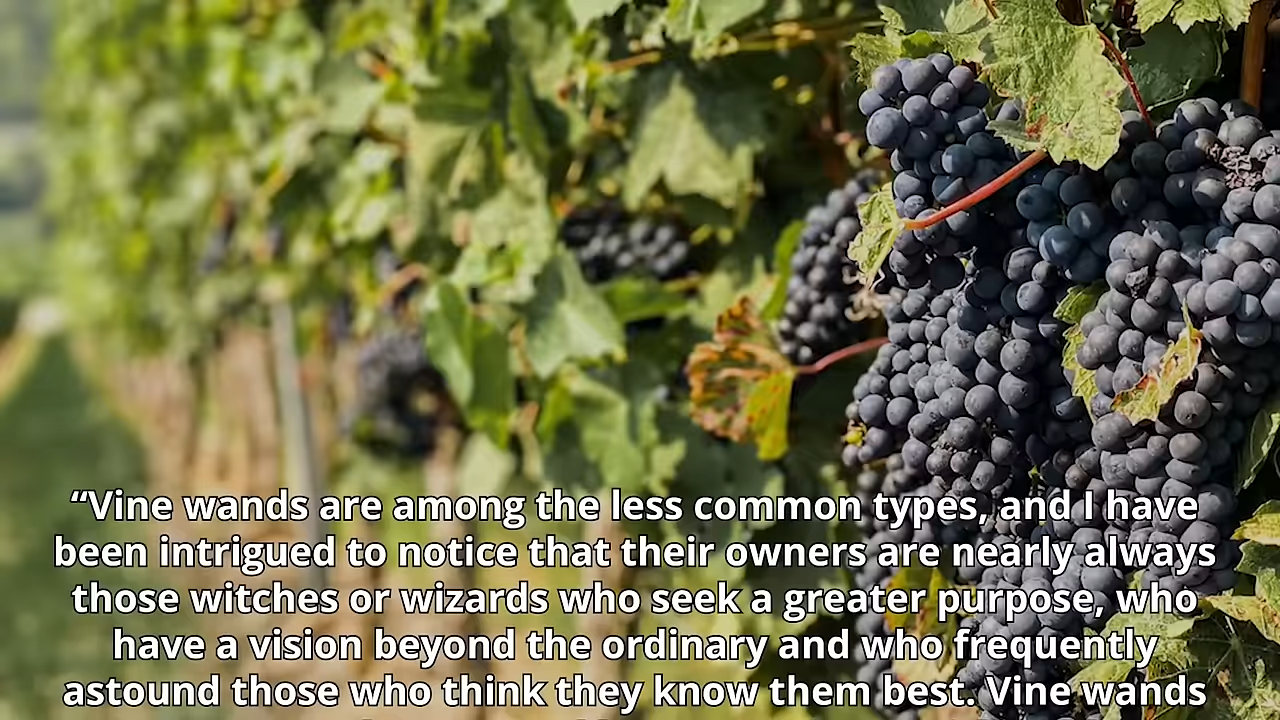 “Vine wands are among the less common types, and I have
been intrigued to notice that their owners are nearly always
those witches or wizards who seek a greater purpose, who
have a vision beyond the ordinary and who frequently
astound those who think they know them best. Vine wands